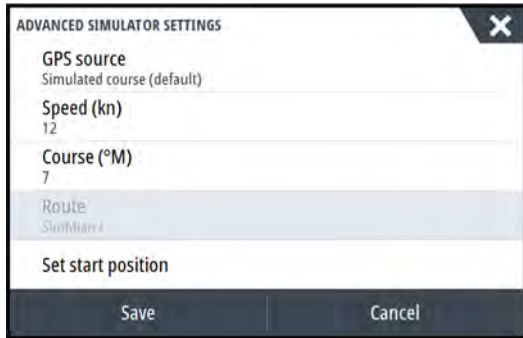 ADVANCED SIMULATOR SETTINGS
GPS source
Simulated course (default)
Speed (kn)
12
Course (°M)
7
Route
Set start position
Save
Cancel